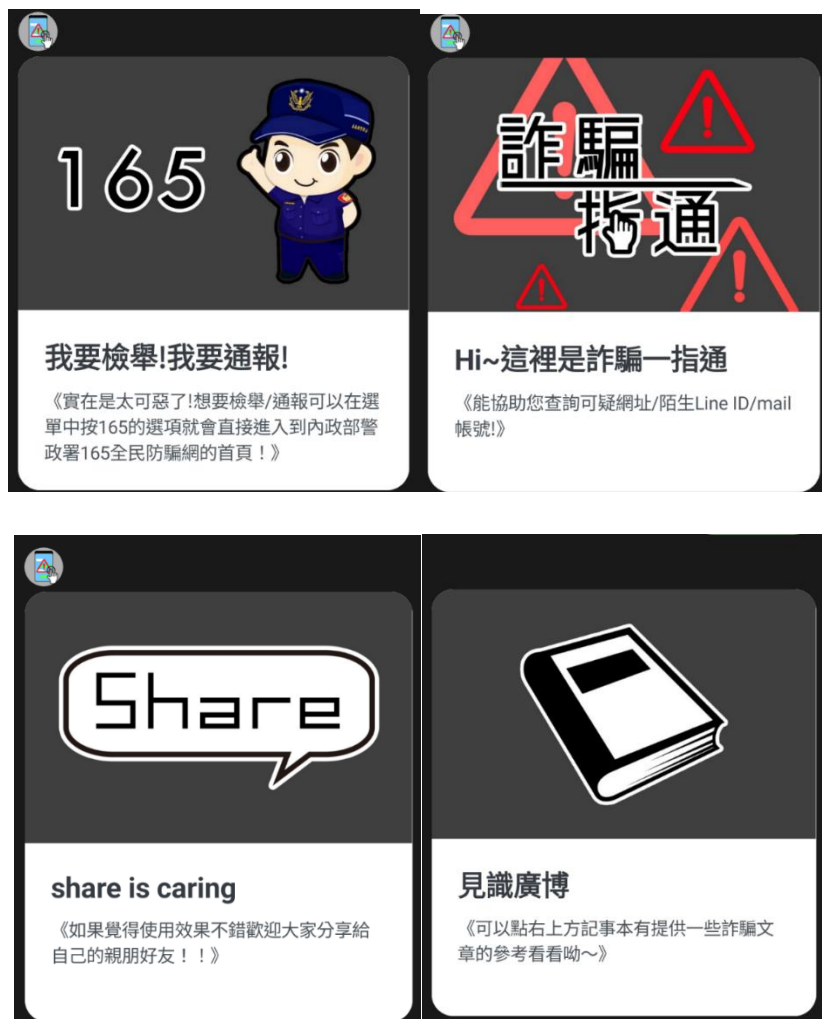 165
我要檢舉!我要通報!
《實在是太可惡了!想要檢舉/通報可以在選
單中按165的選項就會直接進入到內政部警
政署165全民防騙網的首頁！》
詐騙
指通
Hi~這裡是詐騙一指通
《能協助您查詢可疑網址/陌生Line ID/mail
帳號!》
Share
share is caring
《如果覺得使用效果不錯歡迎大家分享給
自己的親朋好友！！》
見識廣博
《可以點右上方記事本有提供一些詐騙文
章的參考看看呦～》